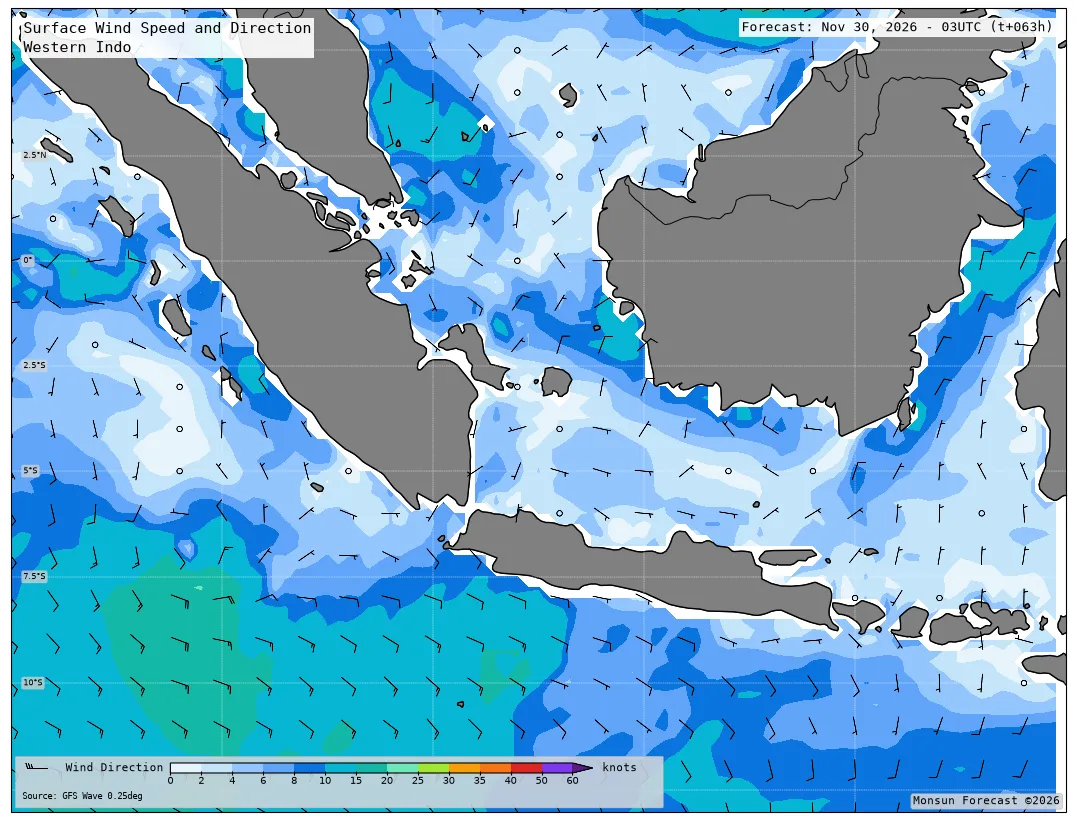 Surface Wind Speed and Direction
Western Indo
Forecast: Nov 30, 2026 - 03UTC (t+063h)
2.5°N
0°
2.5°S
5°S
7.5°S
10°S
Wind Direction
knots
0 2 4 6 8 10 15 20 25 30 35 40 50 60
Source: GFS Wave 0.25deg
Monsun Forecast ©2026